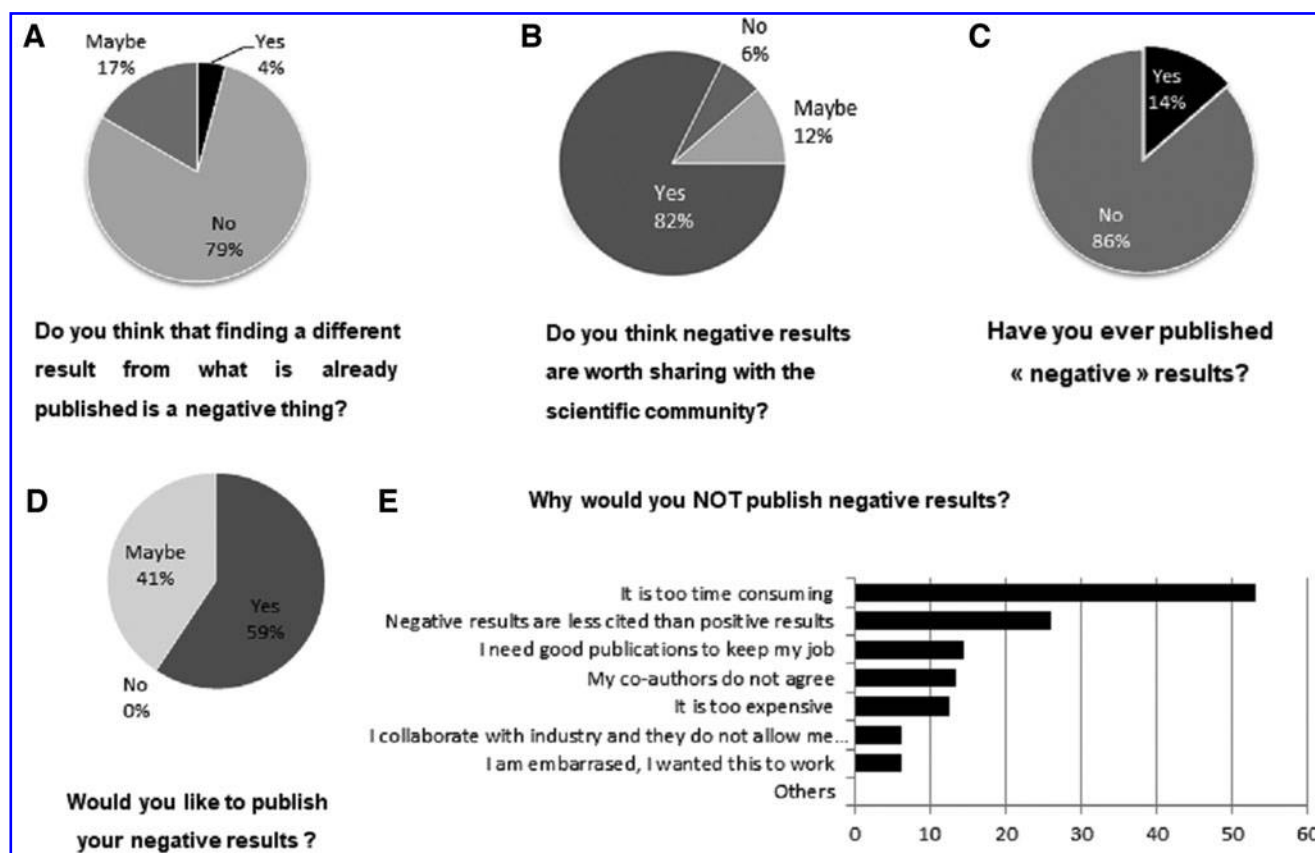 A
Maybe
17%
Yes
4%
No
79%
Do you think that finding a different
result from what is already
published is a negative thing?
B
No
6%
Maybe
12%
Yes
82%
Do you think negative results
are worth sharing with the
scientific community?
C
Yes
14%
No
86%
Have you ever published
« negative » results?
D
Maybe
41%
Yes
59%
No
0%
Would you like to publish
your negative results ?
E
Why would you NOT publish negative results?
It is too time consuming
Negative results are less cited than positive results
I need good publications to keep my job
My co-authors do not agree
It is too expensive
I collaborate with industry and they do not allow me...
I am embarrased, I wanted this to work
Others
0 10 20 30 40 50 60